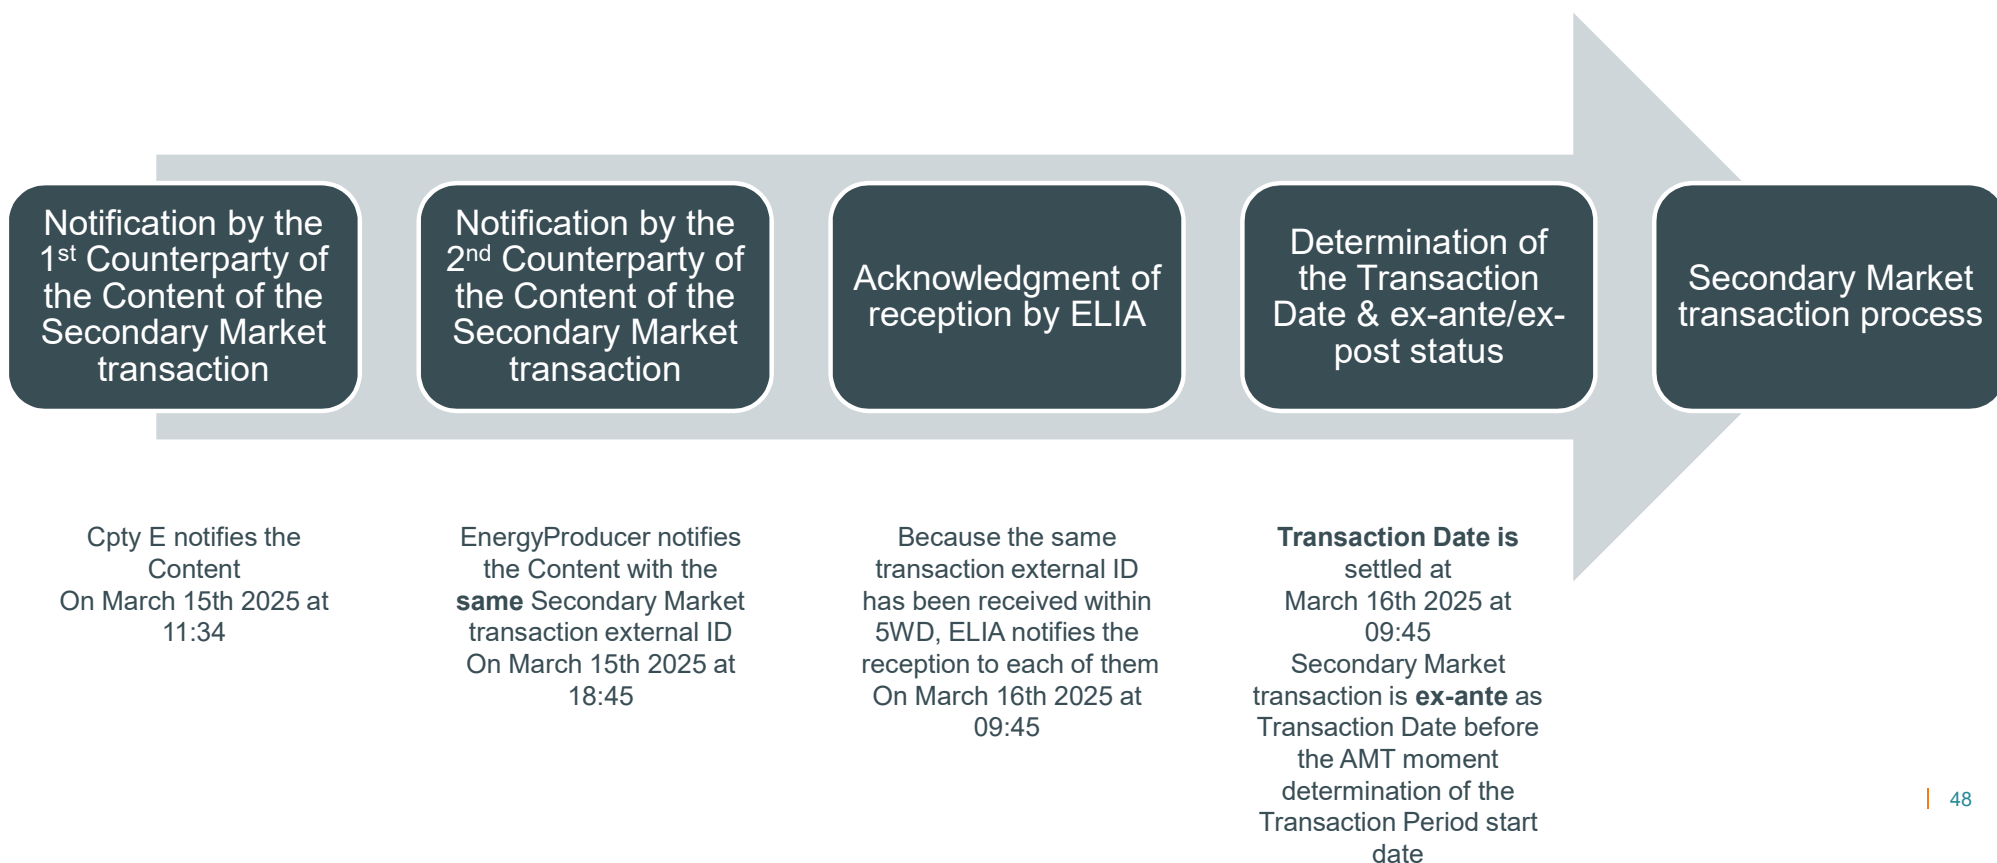 Notification by the
1st Counterparty of
the Content of the
Secondary Market
transaction
Notification by the
2nd Counterparty of
the Content of the
Secondary Market
transaction
Acknowledgment of
reception by ELIA
Determination of
the Transaction
Date & ex-ante/ex-
post status
Secondary Market
transaction process
Cpty E notifies the
Content
On March 15th 2025 at
11:34
EnergyProducer notifies
the Content with the
same Secondary Market
transaction external ID
On March 15th 2025 at
18:45
Because the same
transaction external ID
has been received within
5WD, ELIA notifies the
reception to each of them
On March 16th 2025 at
09:45
Transaction Date is
settled at
March 16th 2025 at
09:45
Secondary Market
transaction is ex-ante as
Transaction Date before
the AMT moment
determination of the
Transaction Period start
date
48